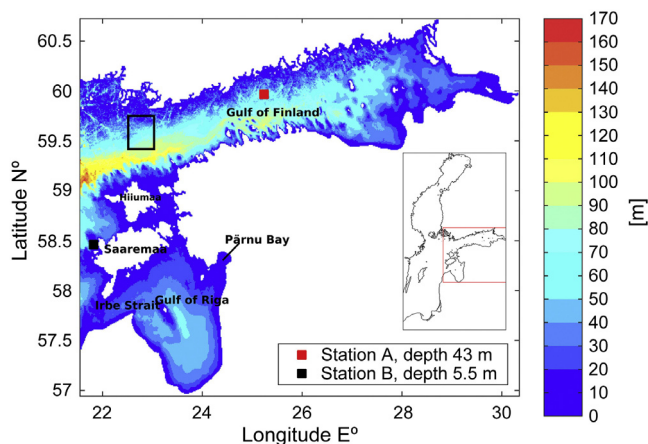 60.5
60
59.5
59
58.5
58
57.5
57
22
24
26
28
30
Latitude Nº
Longitude Eº
Gulf of Finland
Hiiumaa
Saaremaa
Pärnu Bay
Irbe Strait
Gulf of Riga
Station A, depth 43 m
Station B, depth 5.5 m
170
160
150
140
130
120
110
100
90
80
70
60
50
40
30
20
10
0
[m]